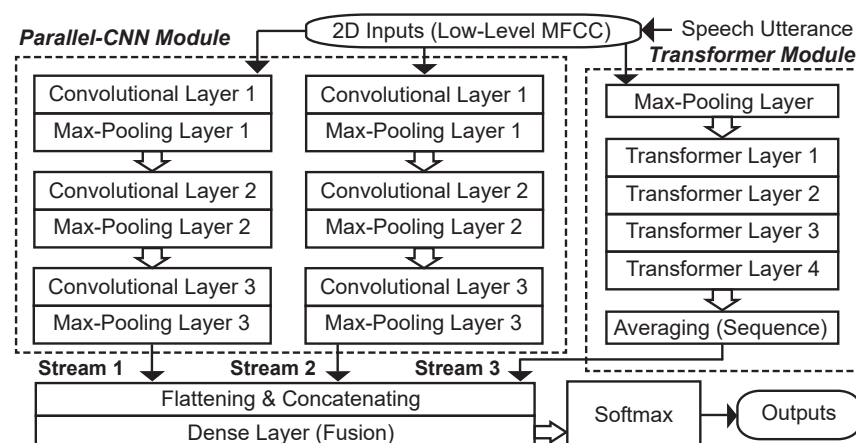 2D Inputs (Low-Level MFCC)
Speech Utterance
Parallel-CNN Module
Transformer Module
Convolutional Layer 1
Max-Pooling Layer 1
Convolutional Layer 2
Max-Pooling Layer 2
Convolutional Layer 3
Max-Pooling Layer 3
Convolutional Layer 1
Max-Pooling Layer 1
Convolutional Layer 2
Max-Pooling Layer 2
Convolutional Layer 3
Max-Pooling Layer 3
Max-Pooling Layer
Transformer Layer 1
Transformer Layer 2
Transformer Layer 3
Transformer Layer 4
Averaging (Sequence)
Stream 1
Stream 2
Stream 3
Flattening & Concatenating
Dense Layer (Fusion)
Softmax
Outputs